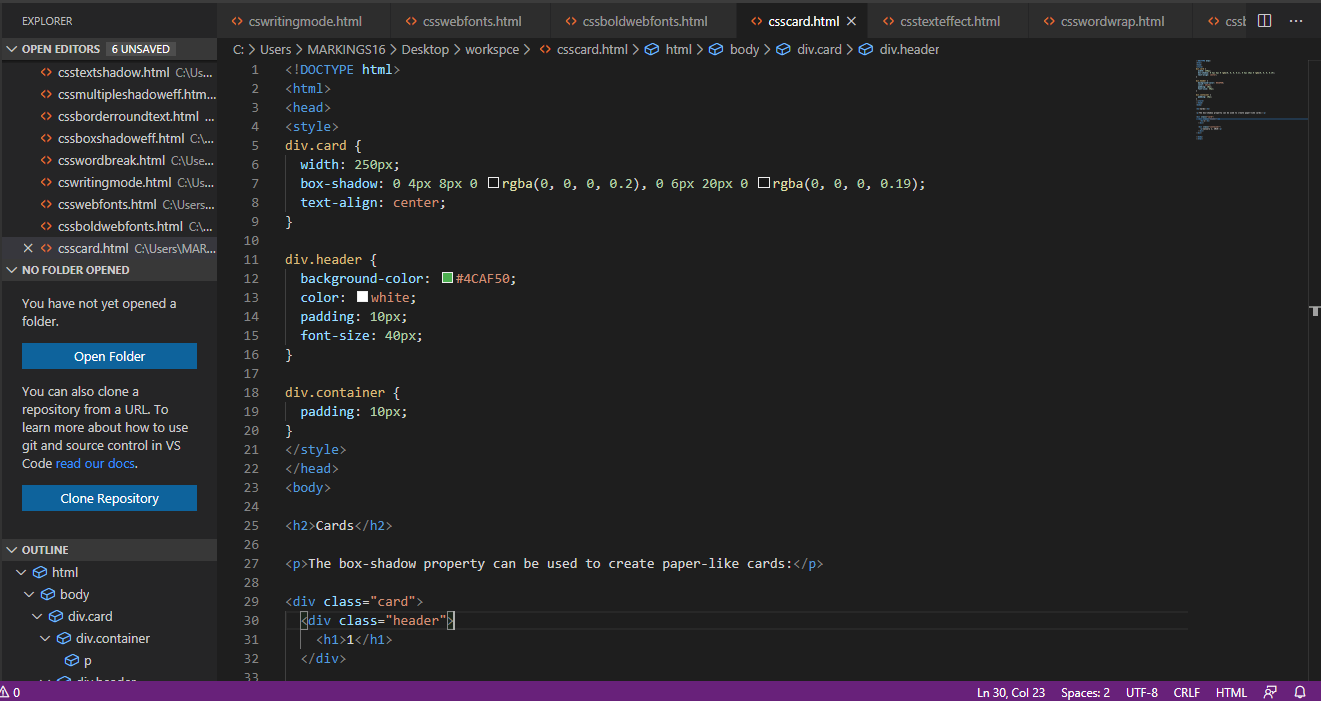 EXPLORER
OPEN EDITORS 6 UNSAVED
csstextshadow.html C:\Us...
cssmultipleshadoweff.htm...
cssborderroundtext.html ...
cssboxshadoweff.html C:\...
csswordbreak.html C:\Use...
cswritingmode.html C:\Us...
csswebfonts.html C:\Users...
cssboldwebfonts.html C:\...
csscard.html C:\Users\MAR...
NO FOLDER OPENED
You have not yet opened a
folder.
Open Folder
You can also clone a
repository from a URL. To
learn more about how to use
git and source control in VS
Code read our docs.
Clone Repository
OUTLINE
html
body
div.card
div.container
p
div.header
cswritingmode.html csswebfonts.html cssboldwebfonts.html csscard.html csstexteffect.html csswordwrap.html
C: > Users > MARKINGS16 > Desktop > workspce > csscard.html > html > body > div.card > div.header
1 <!DOCTYPE html>
2 <html>
3 <head>
4 <style>
5 div.card {
6 width: 250px;
7 box-shadow: 0 4px 8px 0 rgba(0, 0, 0, 0.2), 0 6px 20px 0 rgba(0, 0, 0, 0.19);
8 text-align: center;
9 }
10
11 div.header {
12 background-color: #4CAF50;
13 color: white;
14 padding: 10px;
15 font-size: 40px;
16 }
17
18 div.container {
19 padding: 10px;
20 }
21 </style>
22 </head>
23 <body>
24
25 <h2>Cards</h2>
26
27 <p>The box-shadow property can be used to create paper-like cards:</p>
28
29 <div class="card">
30 <div class="header">
31 <h1>1</h1>
32 </div>
33
0
Ln 30, Col 23 Spaces: 2 UTF-8 CRLF HTML